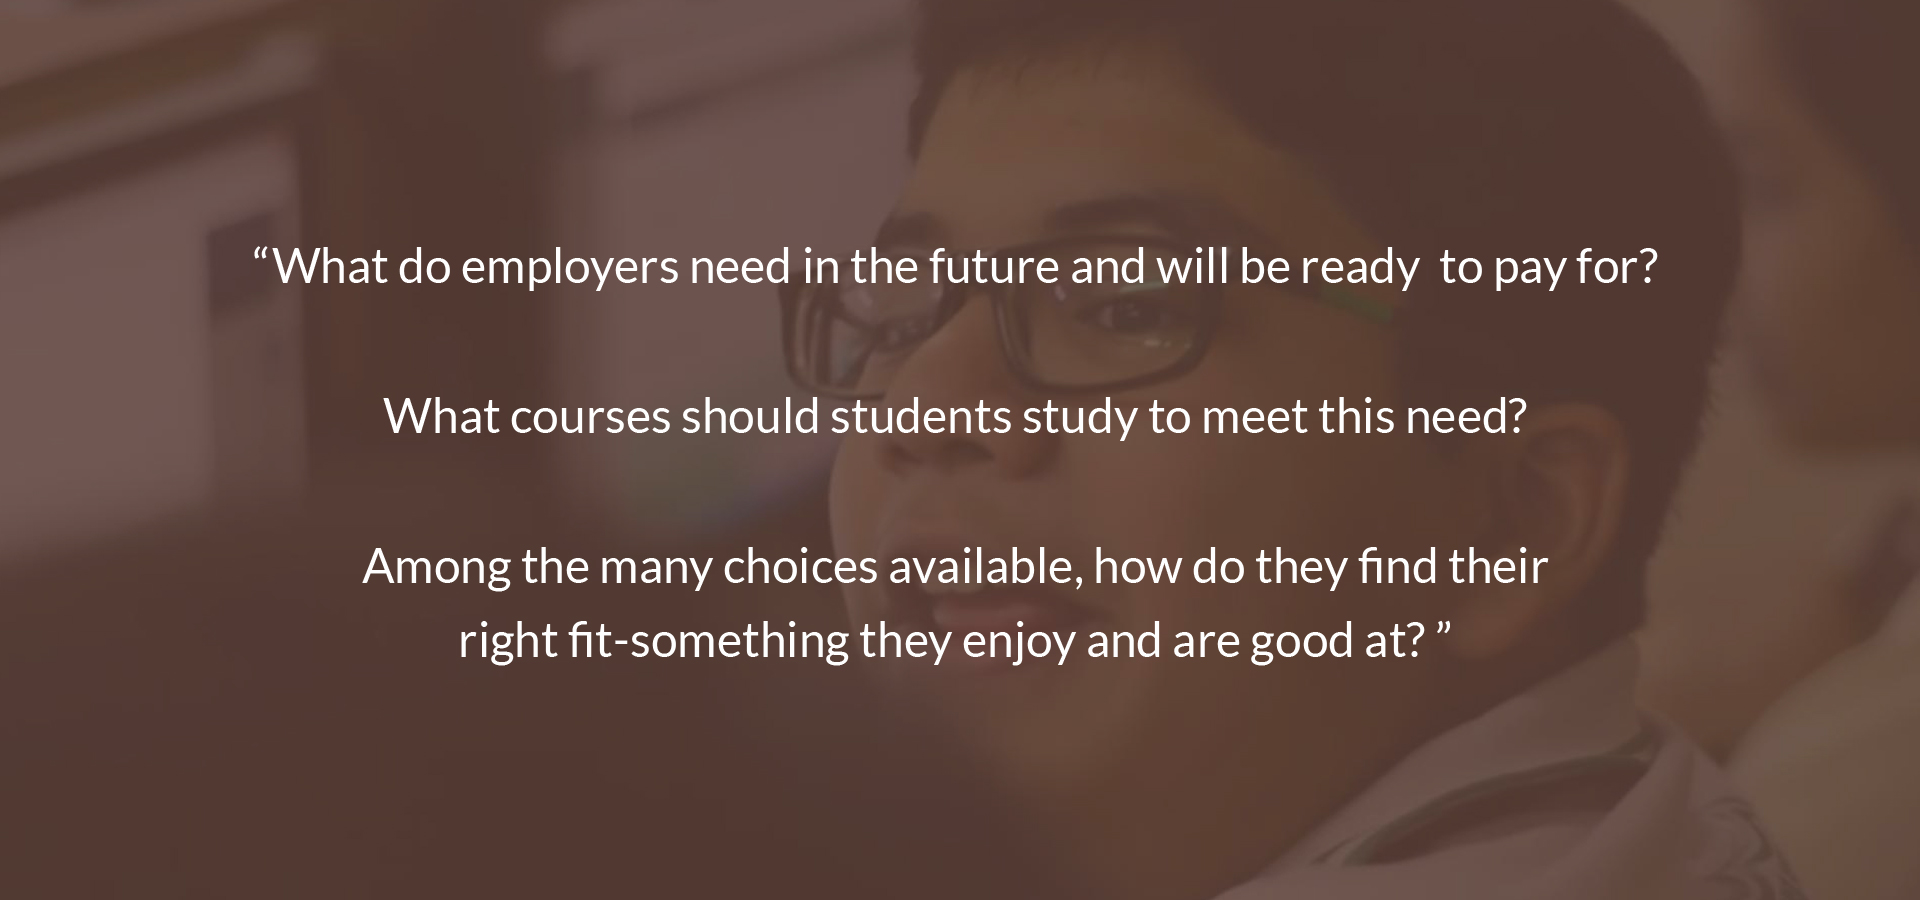 “What do employers need in the future and will be ready  to pay for?
What courses should students study to meet this need?
Among the many choices available, how do they find their
right fit-something they enjoy and are good at? ”